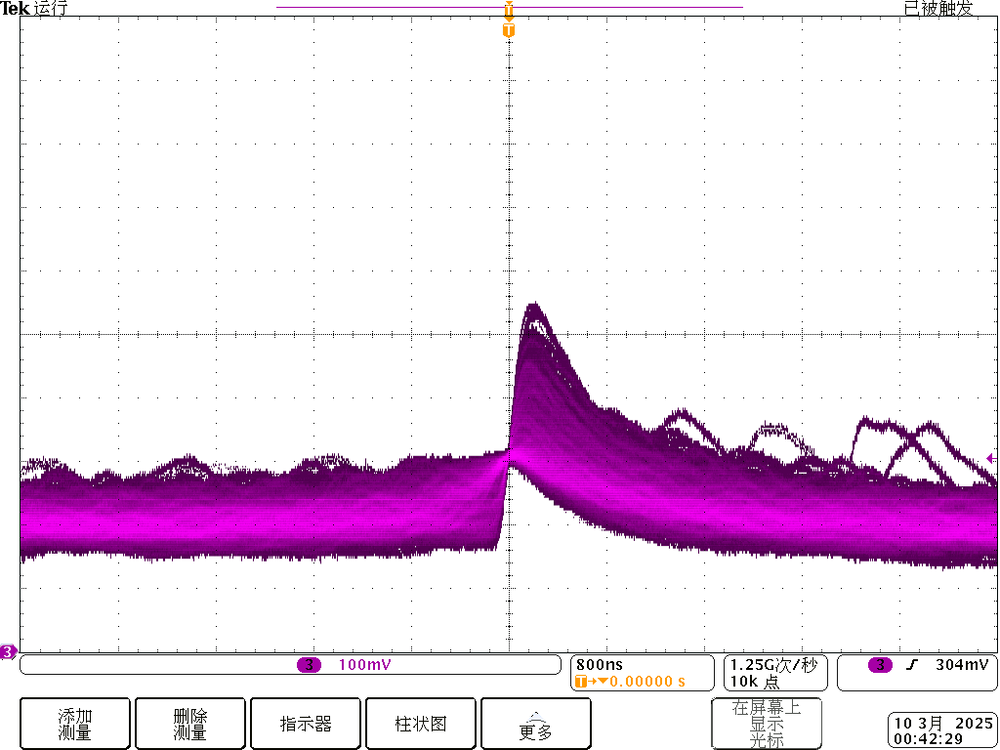 Tek 运行
已被触发
T
T
3
3 100mV
800ns
T→▼0.00000 s
1.25G次/秒
10k 点
3 304mV
添加
测量
删除
测量
指示器
柱状图
更多
在屏幕上
显示
光标
10 3月 2025
00:42:29